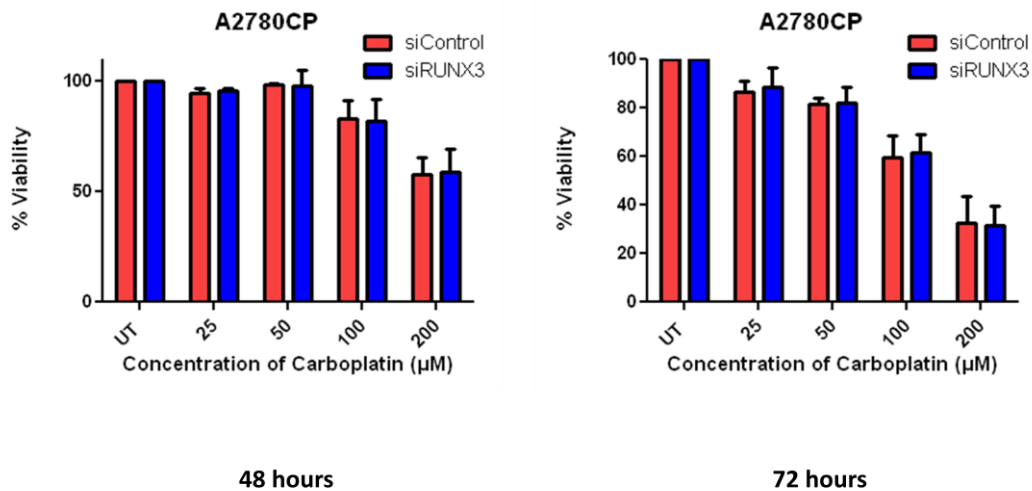 A2780CP
siControl
siRUNX3
100
50
0
% Viability
UT
25
50
100
200
Concentration of Carboplatin (µM)
48 hours
A2780CP
siControl
siRUNX3
100
80
60
40
20
0
% Viability
UT
25
50
100
200
Concentration of Carboplatin (µM)
72 hours